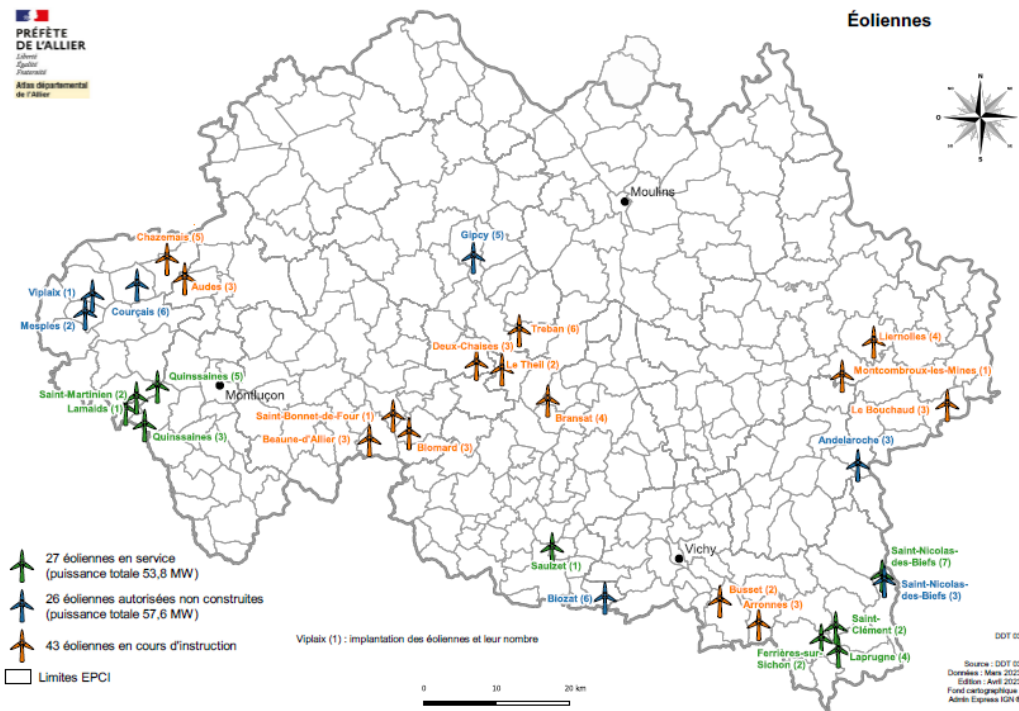 Éoliennes
PRÉFÈTE
DE L'ALLIER
Liberté
Égalité
Fraternité
Atlas départemental
de l'Allier
N
O
S
Moulins
Chazemais (5)
Gipcy (5)
Audes (3)
Viplaix (1)
Courçais (6)
Mesples (2)
Treban (6)
Liernolles (4)
Deux-Chaises (3)
Le Theil (2)
Montcombroux-les-Mines (1)
Quinssaines (5)
Montluçon
Saint-Martinien (2)
Lamaids (1)
Saint-Bonnet-de-Four (1)
Bransat (4)
Le Bouchaud (3)
Quinssaines (3)
Beaune-d'Allier (3)
Blomard (3)
Andelaroche (3)
Vichy
Saulzet (1)
Saint-Nicolas-
des-Biefs (7)
Saint-Nicolas-
des-Biefs (3)
Biozat (6)
Busset (2)
Arronnes (3)
Saint-
Clément (2)
Ferrières-sur-
Sichon (2)
Laprugne (4)
27 éoliennes en service
(puissance totale 53,8 MW)
26 éoliennes autorisées non construites
(puissance totale 57,6 MW)
43 éoliennes en cours d'instruction
Limites EPCI
Viplaix (1) : implantation des éoliennes et leur nombre
0 10 20 km
DDT 03
Source : DDT 03
Données : Mars 2023
Edition : Avril 2023
Fond cartographique
Admin Express IGN